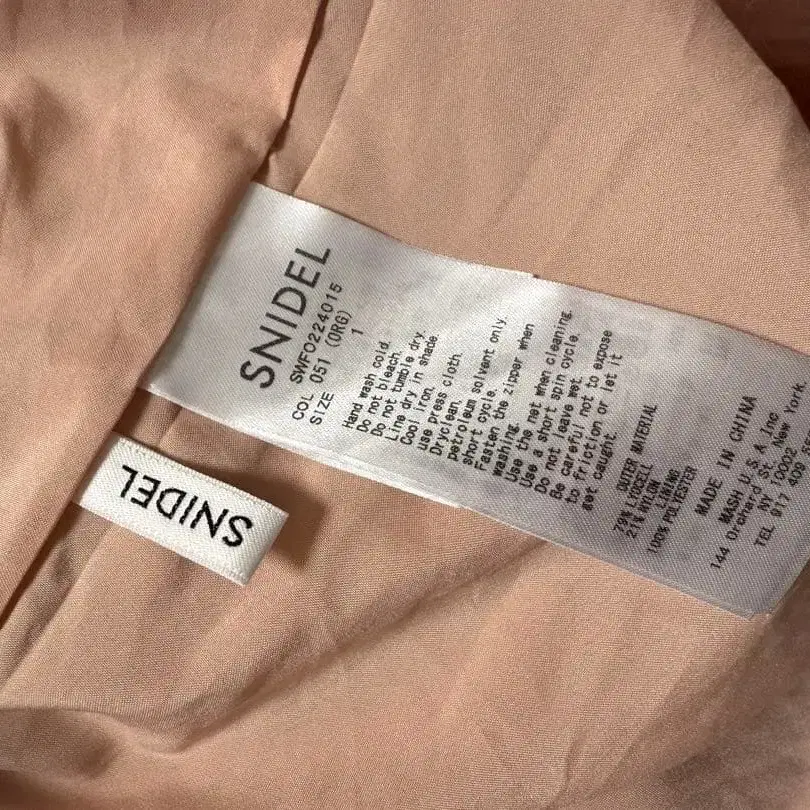 SNIDEL
SWFO224015
COL 051 (ORG)
SIZE 1
Hand wash cold.
Do not bleach.
Do not tumble dry.
Line dry in shade
Cool iron.
use press cloth.
Dryclean.
petroleum solvent only.
short cycle.
Fasten the zipper when
washing.
Use the net when cleaning.
Use a short spin cycle.
Do not leave wet.
Be careful not to expose
to friction or let it
get caught.
OUTER MATERIAL
79% LYOCELL
21% NYLON
LINING
100% POLYESTER
MADE IN CHINA
MASH U.S.A Inc
144 Orchard St. New York
NY 10002
TEL 917 409
SNIDEL